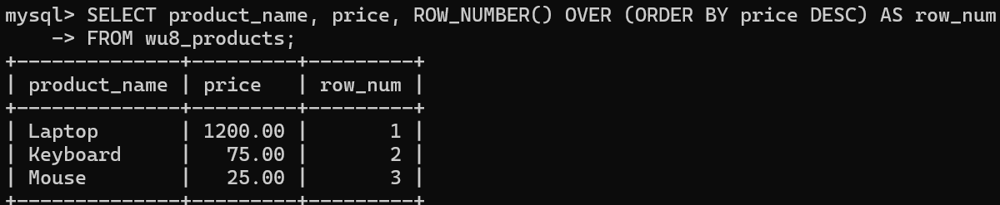 mysql> SELECT product_name, price, ROW_NUMBER() OVER (ORDER BY price DESC) AS row_num
    -> FROM wu8_products;
+--------------+---------+---------+
| product_name | price   | row_num |
+--------------+---------+---------+
| Laptop       | 1200.00 |       1 |
| Keyboard     |   75.00 |       2 |
| Mouse        |   25.00 |       3 |
+--------------+---------+---------+